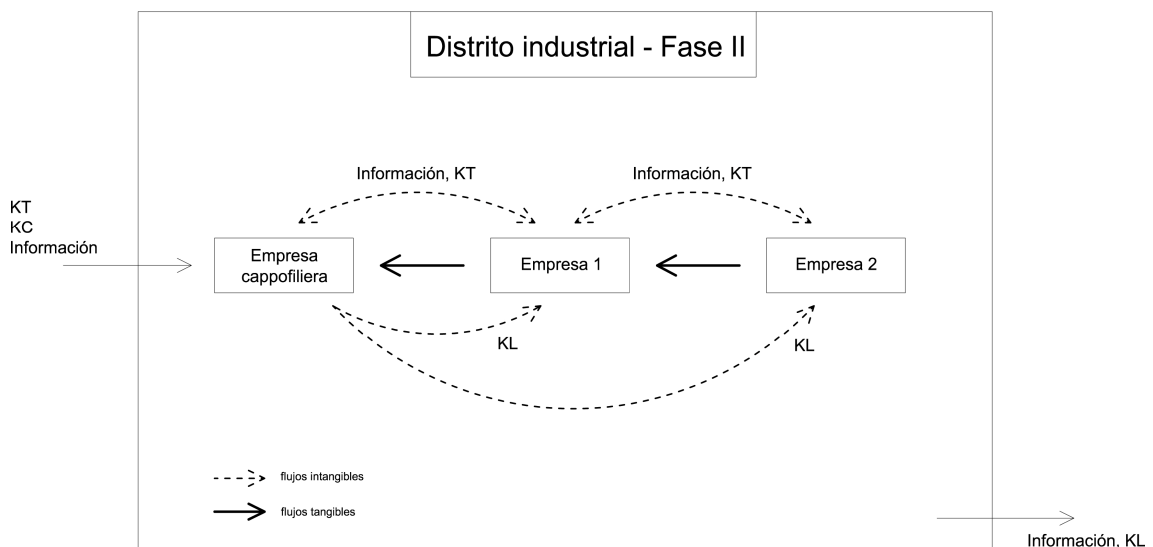 Distrito industrial - Fase II
Información, KT
Información, KT
KT
KC
Información
Empresa
cappofiliera
Empresa 1
Empresa 2
KL
KL
flujos intangibles
flujos tangibles
Información, KL